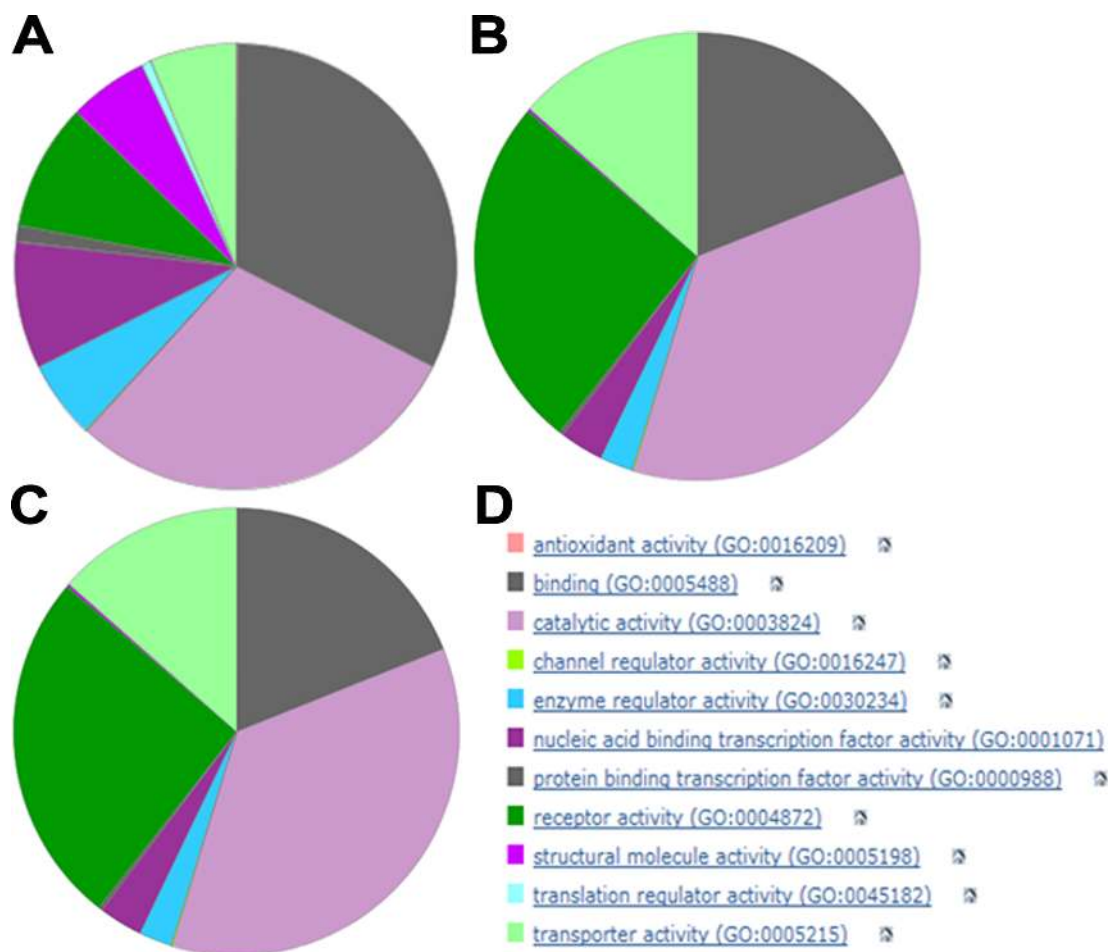 A
B
C
D
antioxidant activity (GO:0016209)
binding (GO:0005488)
catalytic activity (GO:0003824)
channel regulator activity (GO:0016247)
enzyme regulator activity (GO:0030234)
nucleic acid binding transcription factor activity (GO:0001071)
protein binding transcription factor activity (GO:0000988)
receptor activity (GO:0004872)
structural molecule activity (GO:0005198)
translation regulator activity (GO:0045182)
transporter activity (GO:0005215)